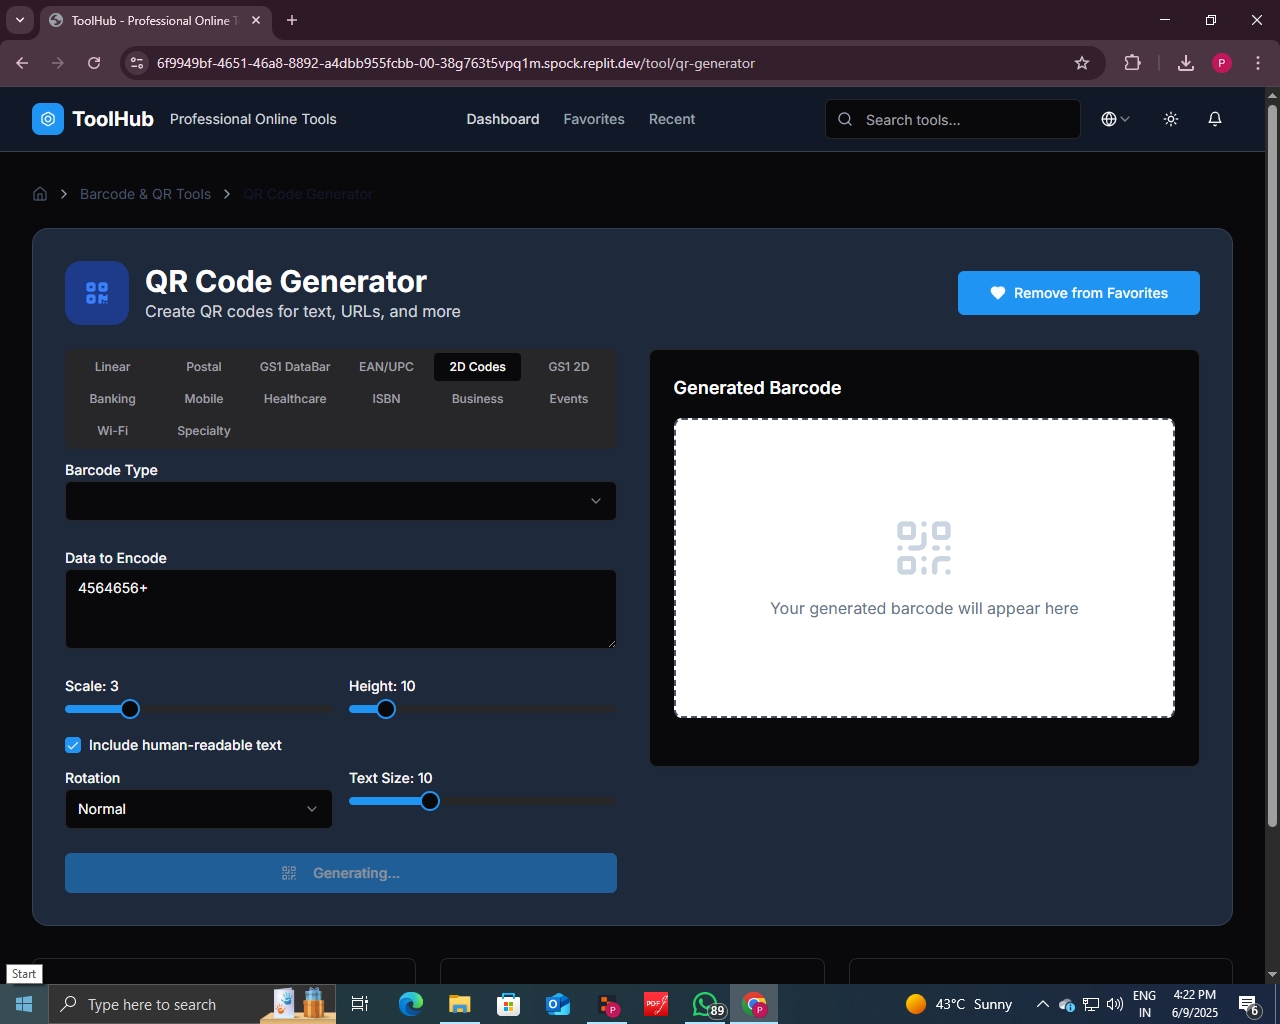 ToolHub - Professional Online T
6f9949bf-4651-46a8-8892-a4dbb955fcbb-00-38g763t5vpq1m.spock.replit.dev/tool/qr-generator
P
ToolHub Professional Online Tools Dashboard Favorites Recent Search tools...
Barcode & QR Tools QR Code Generator
QR Code Generator
Create QR codes for text, URLs, and more
Remove from Favorites
Linear Postal GS1 DataBar EAN/UPC 2D Codes GS1 2D
Banking Mobile Healthcare ISBN Business Events
Wi-Fi Specialty
Generated Barcode
Your generated barcode will appear here
Barcode Type
Data to Encode
4564656+
Scale: 3 Height: 10
Include human-readable text
Rotation Text Size: 10
Normal
Generating...
Start
Type here to search
P
PDF
89
P
43°C Sunny
ENG
IN
4:22 PM
6/9/2025
6